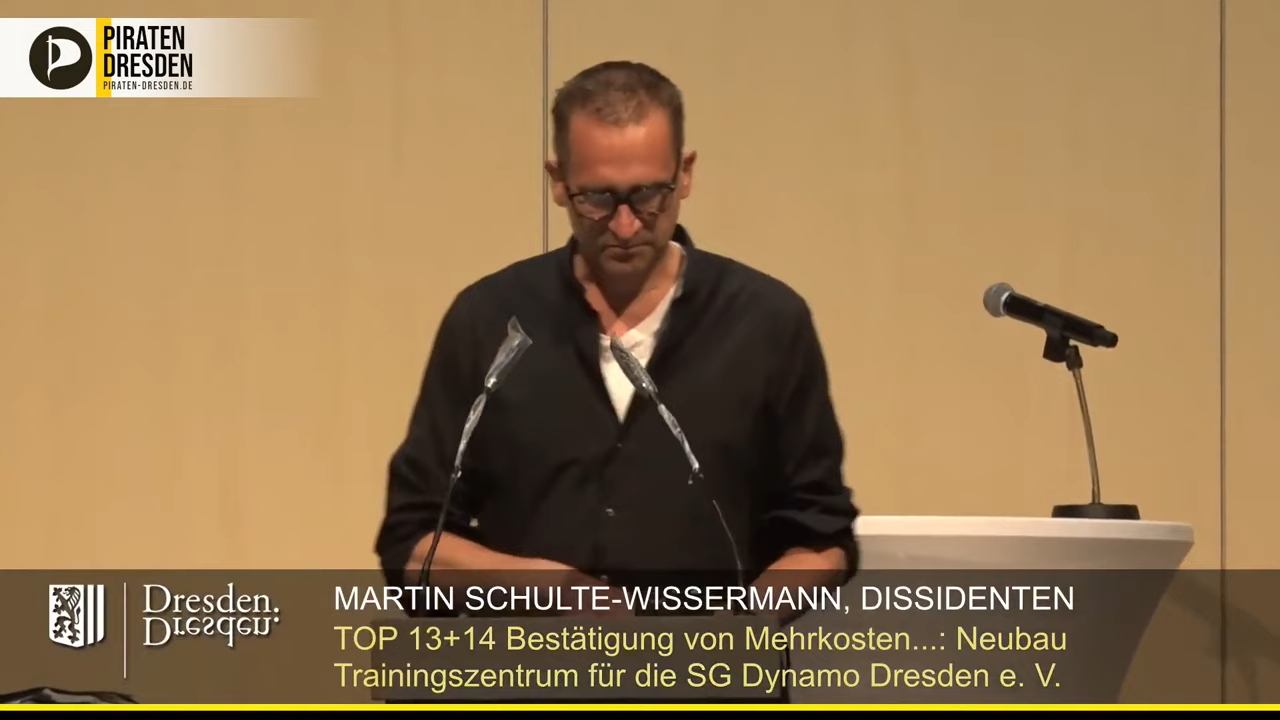 PIRATEN
DRESDEN
PIRATEN-DRESDEN.DE
Dresden.
Dresden.
MARTIN SCHULTE-WISSERMANN, DISSIDENTEN
TOP 13+14 Bestätigung von Mehrkosten...: Neubau
Trainingszentrum für die SG Dynamo Dresden e. V.